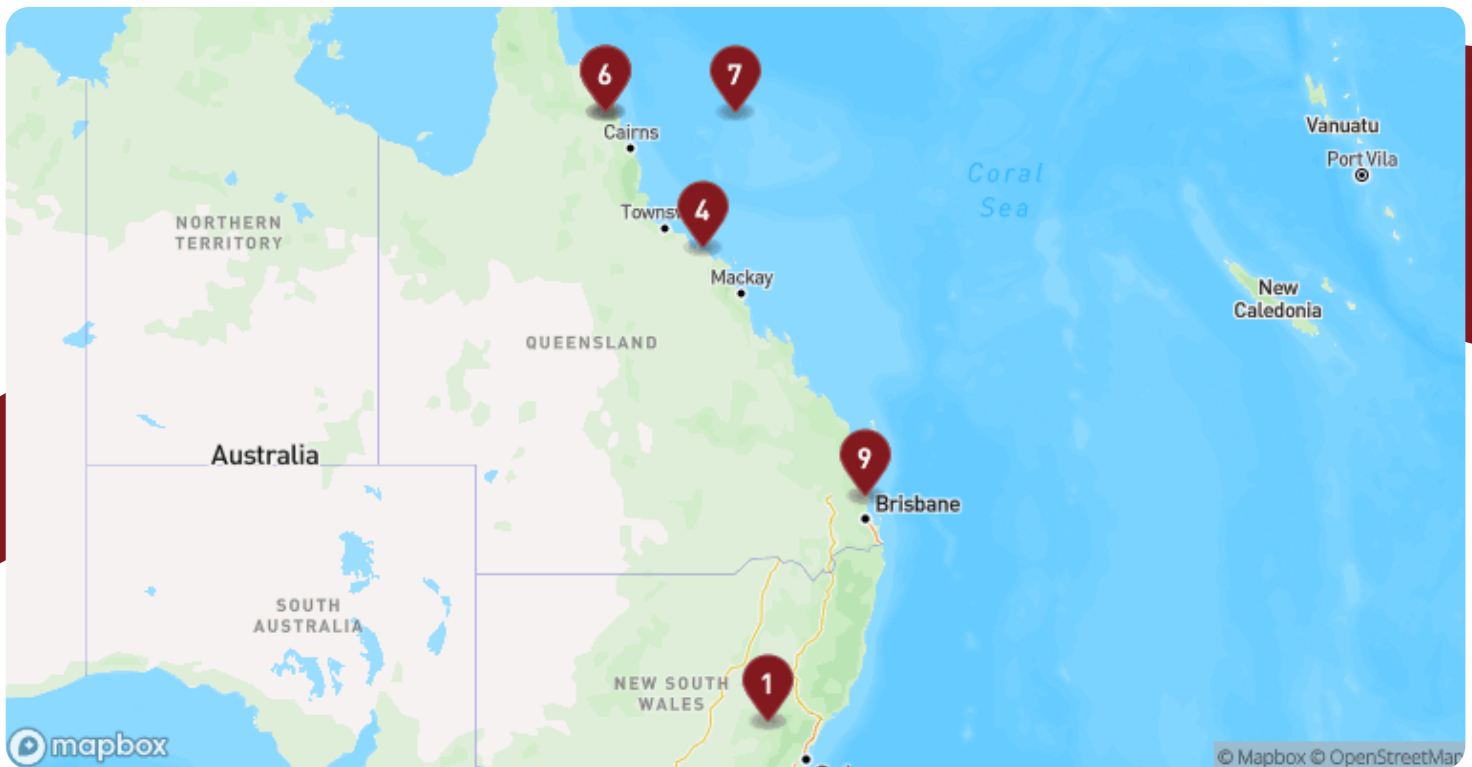 6
7
Cairns
Vanuatu
Port Vila
Coral
Sea
4
NORTHERN
TERRITORY
Mackay
New
Caledonia
QUEENSLAND
Australia
9
Brisbane
SOUTH
AUSTRALIA
1
NEW SOUTH
WALES
mapbox
© Mapbox © OpenStreetMap